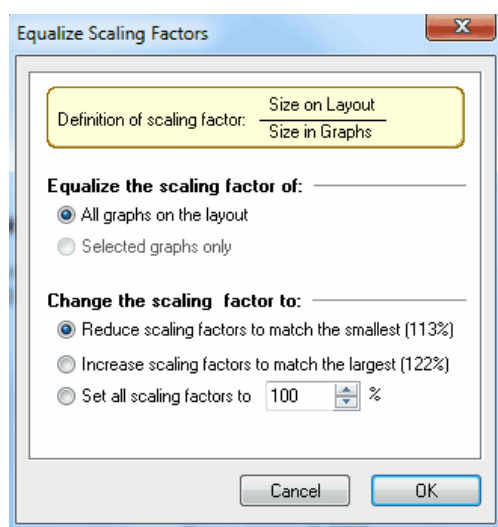 Equalize Scaling Factors
Definition of scaling factor: Size on Layout
Size in Graphs
Equalize the scaling factor of:
All graphs on the layout
Selected graphs only
Change the scaling factor to:
Reduce scaling factors to match the smallest (113%)
Increase scaling factors to match the largest (122%)
Set all scaling factors to 100 %
Cancel OK